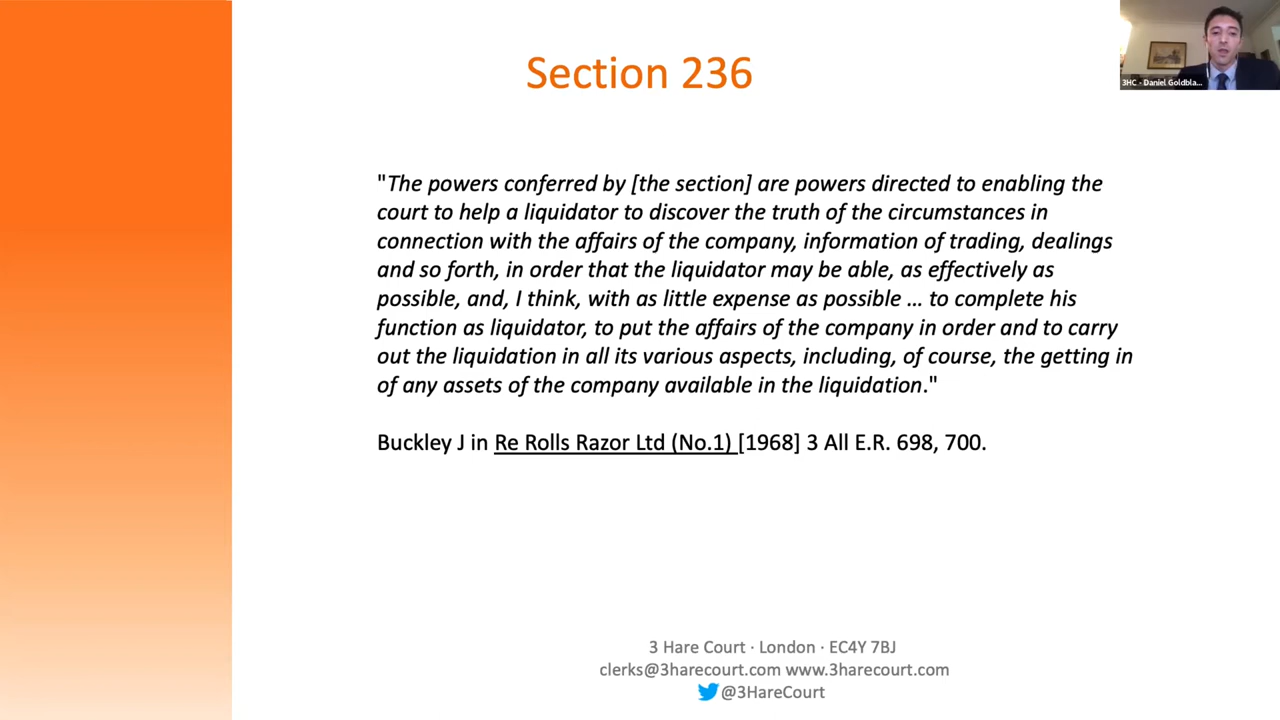 Section 236
3HC - Daniel Goldbla...
"The powers conferred by [the section] are powers directed to enabling the
court to help a liquidator to discover the truth of the circumstances in
connection with the affairs of the company, information of trading, dealings
and so forth, in order that the liquidator may be able, as effectively as
possible, and, I think, with as little expense as possible ... to complete his
function as liquidator, to put the affairs of the company in order and to carry
out the liquidation in all its various aspects, including, of course, the getting in
of any assets of the company available in the liquidation."
Buckley J in Re Rolls Razor Ltd (No.1) [1968] 3 All E.R. 698, 700.
3 Hare Court · London · EC4Y 7BJ
clerks@3harecourt.com www.3harecourt.com
@3HareCourt